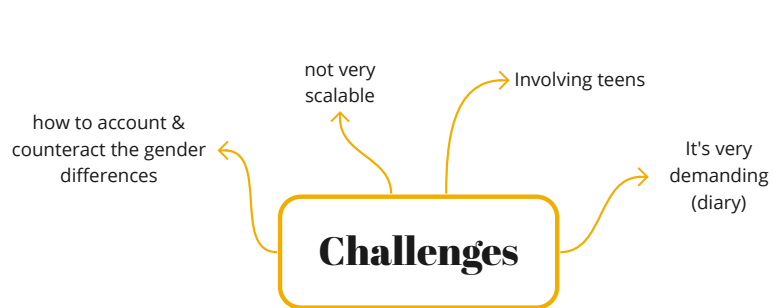 not very
scalable
Involving teens
how to account &
counteract the gender
differences
It's very
demanding
(diary)
Challenges